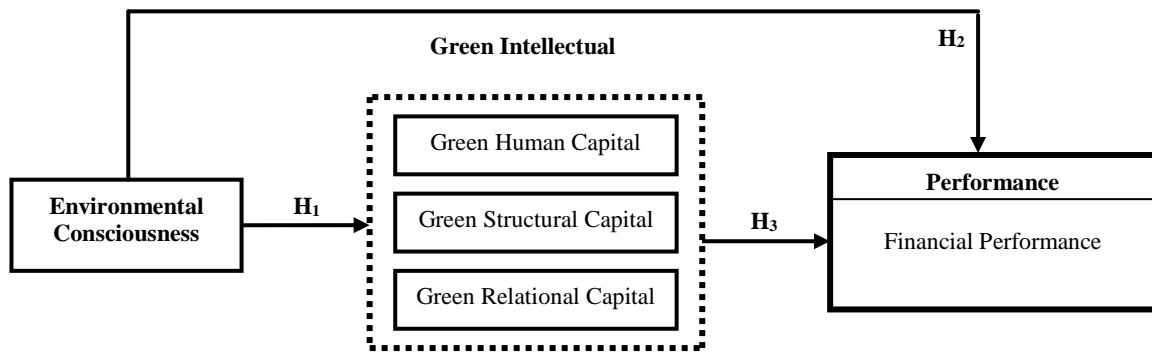 Green Intellectual
H₂
Green Human Capital
Environmental
Consciousness
H₁
Green Structural Capital
Green Relational Capital
H₃
Performance
Financial Performance